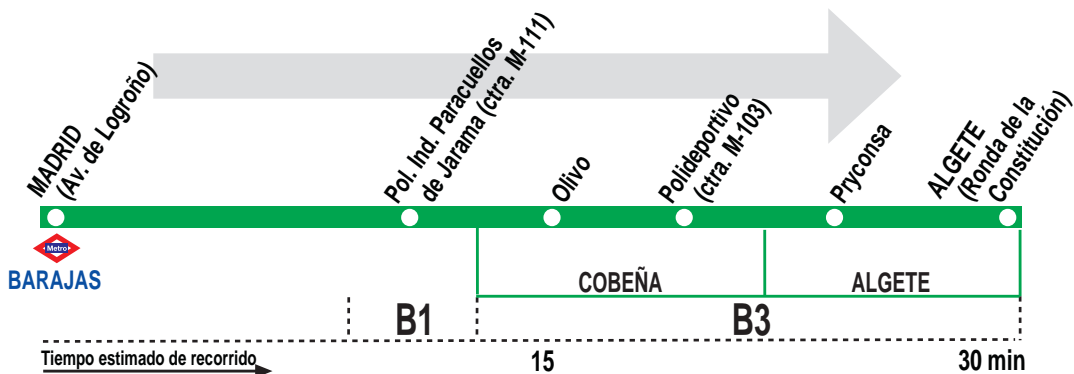 MADRID
(Av. de Logroño)
Pol. Ind. Paracuellos
de Jarama (ctra. M-111)
Olivo
Polideportivo
(ctra. M-103)
Pryconsa
ALGETE
(Ronda de la
Constitución)
Metro
BARAJAS
COBEÑA
ALGETE
B1
B3
Tiempo estimado de recorrido
15
30 min